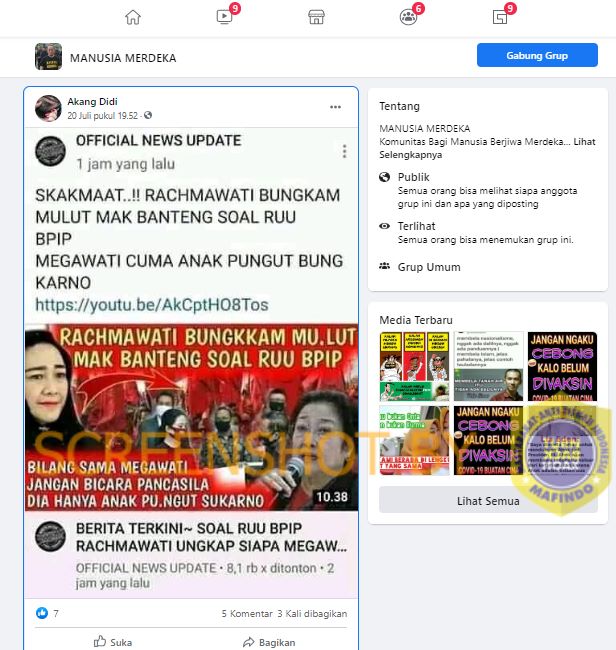 9
9
6
9
MANUSIA MERDEKA
Gabung Grup
Akang Didi
20 Juli pukul 19.52
OFFICIAL NEWS UPDATE
1 jam yang lalu
SKAKMAAT..!! RACHMAWATI BUNGKAM
MULUT MAK BANTENG SOAL RUU
BPIP
MEGAWATI CUMA ANAK PUNGUT BUNG
KARNO
https://youtu.be/AkCptHO8Tos
RACHMAWATI BUNGKKAM MU.LUT
MAK BANTENG SOAL RUU BPIP
SCREENSHOT
BILANG SAMA MEGAWATI
JANGAN BICARA PANCASILA
DIA HANYA ANAK PU.NGUT SUKARNO
10.38
BERITA TERKINI~ SOAL RUU BPIP
RACHMAWATI UNGKAP SIAPA MEGAW...
OFFICIAL NEWS UPDATE • 8,1 rb x ditonton • 2
jam yang lalu
7
5 Komentar 3 Kali dibagikan
Suka
Bagikan
Tentang
MANUSIA MERDEKA
Komunitas Bagi Manusia Berjiwa Merdeka... Lihat
Selengkapnya
Publik
Semua orang bisa melihat siapa anggota
grup ini dan apa yang diposting
Terlihat
Semua orang bisa menemukan grup ini.
Grup Umum
Media Terbaru
JANGAN NGAKU
CEBONG
KALO BELUM
DIVAKSIN
COVID-19 BUATAN CINA
JANGAN NGAKU
CEBONG
KALO BELUM
DIVAKSIN
COVID-19 BUATAN CINA
MAFINDO
Lihat Semua